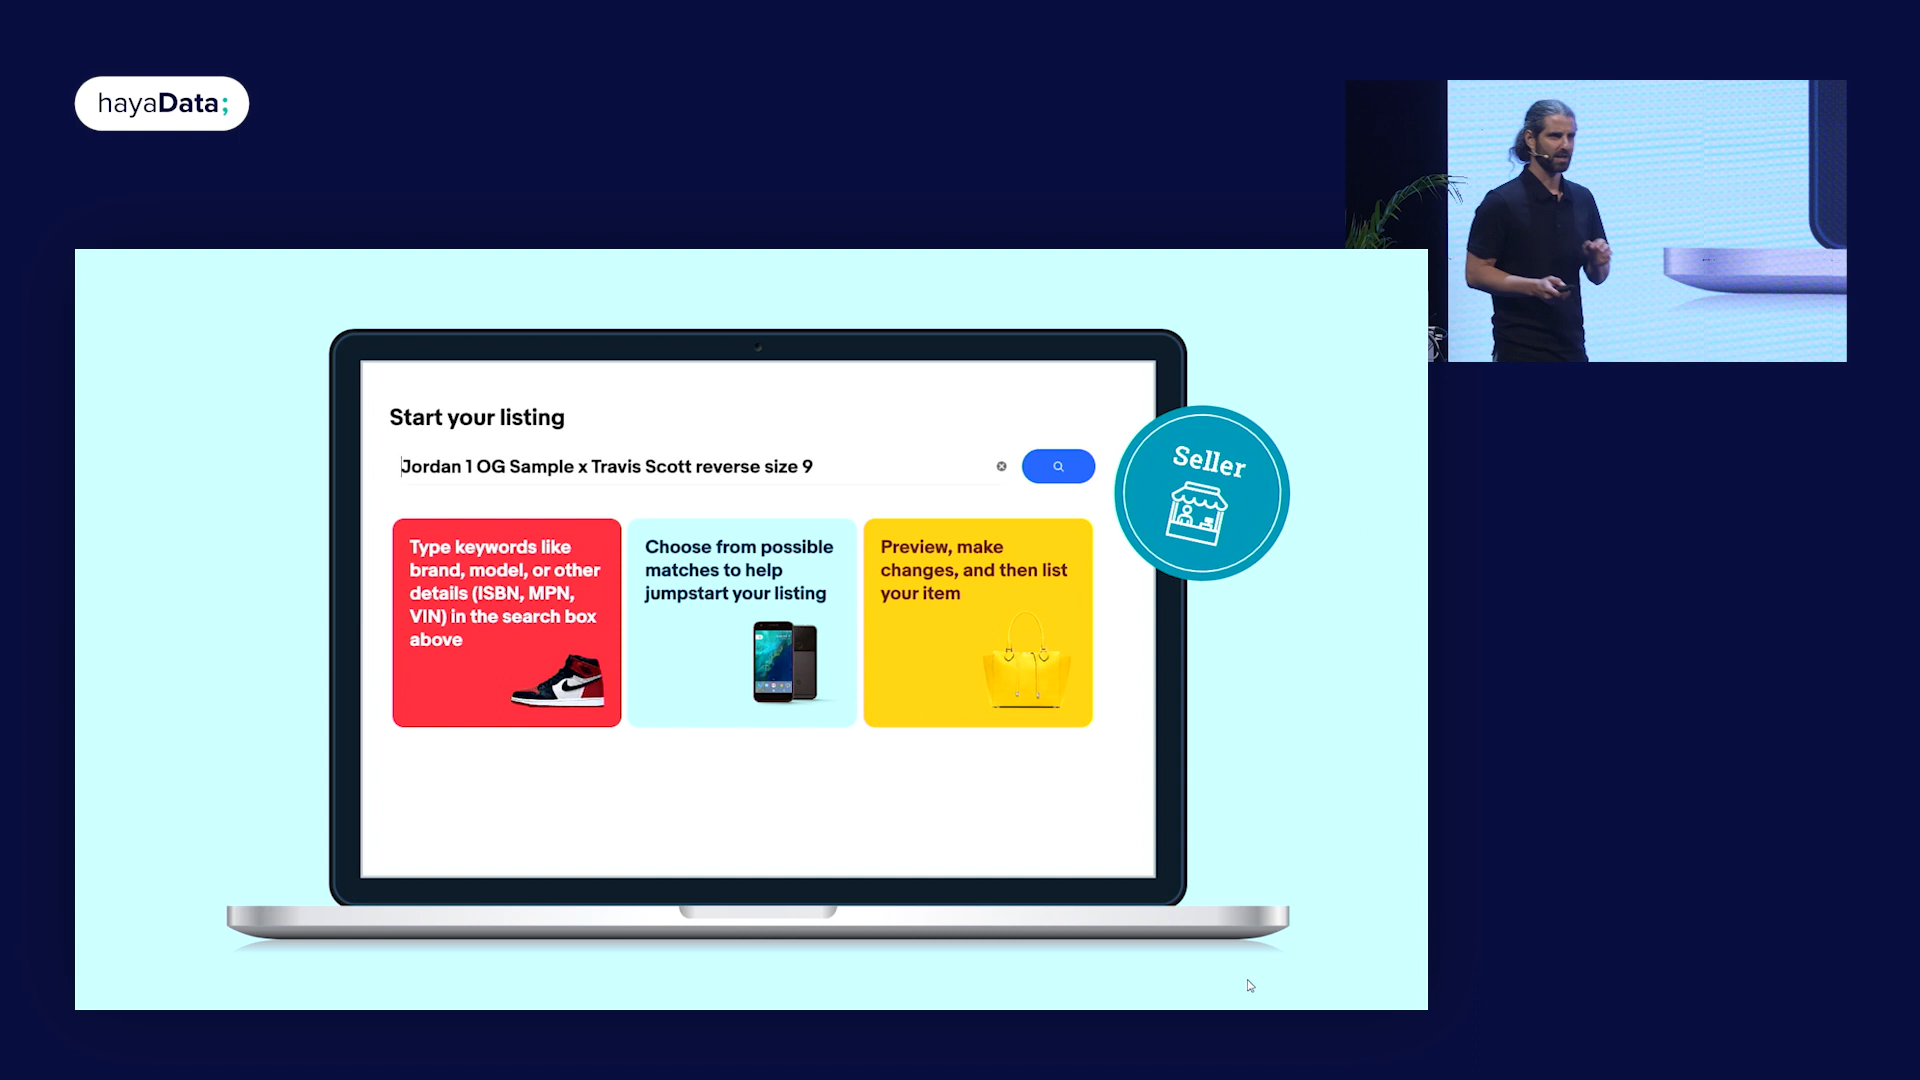 hayaData;
Start your listing
Jordan 1 OG Sample x Travis Scott reverse size 9
Seller
Type keywords like
brand, model, or other
details (ISBN, MPN,
VIN) in the search box
above
Choose from possible
matches to help
jumpstart your listing
Preview, make
changes, and then list
your item